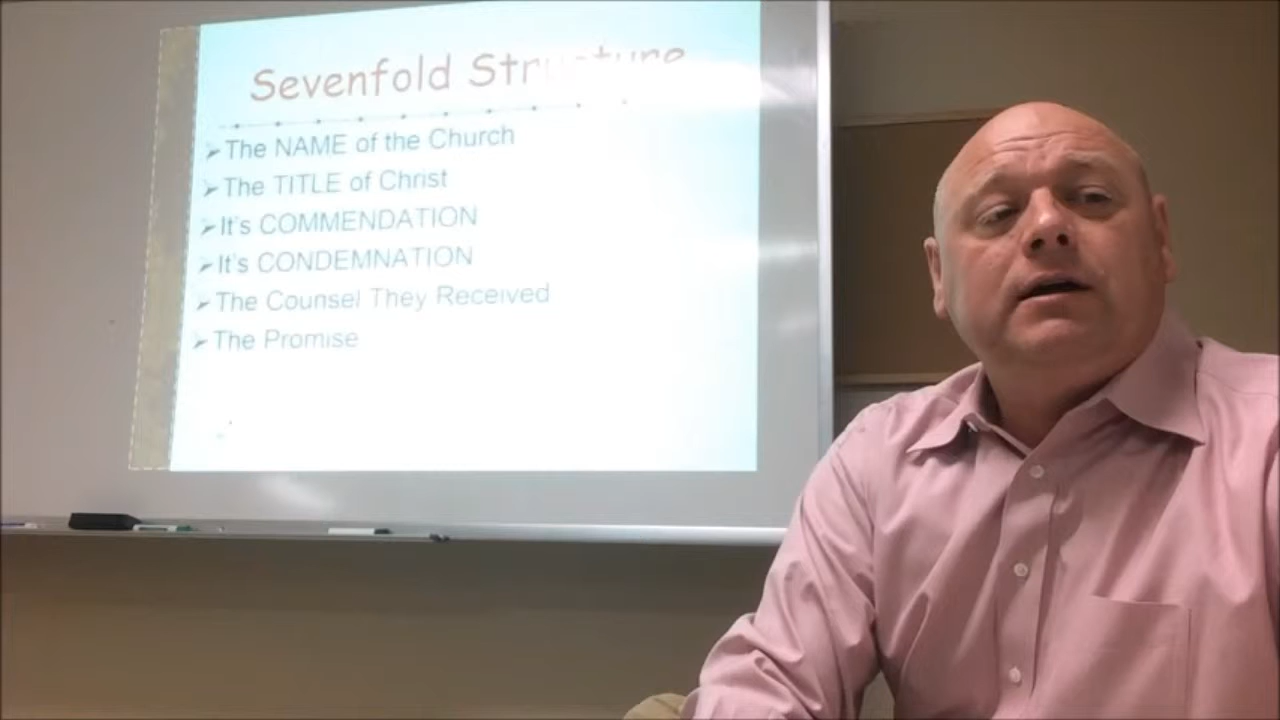 Sevenfold Structure
The NAME of the Church
The TITLE of Christ
It's COMMENDATION
It's CONDEMNATION
The Counsel They Received
The Promise